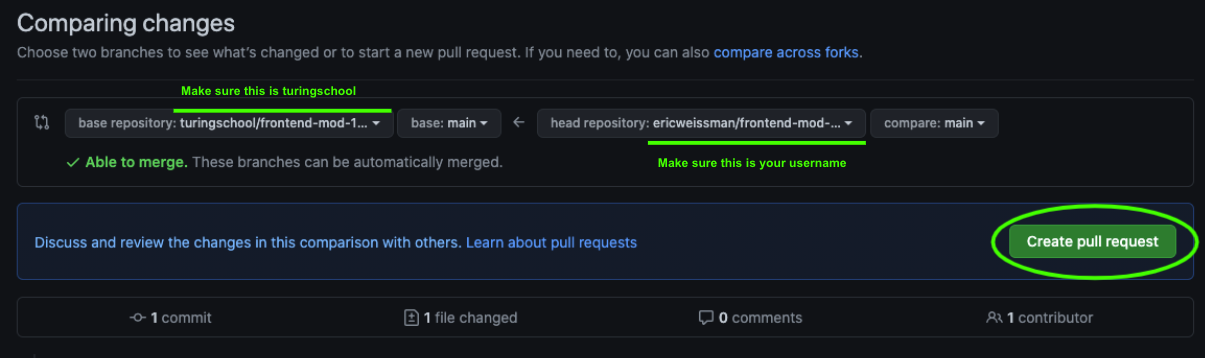 Comparing changes
Choose two branches to see what's changed or to start a new pull request. If you need to, you can also compare across forks.
Make sure this is turingschool
base repository: turingschool/frontend-mod-1... base: main head repository: ericweissman/frontend-mod-... compare: main
Able to merge. These branches can be automatically merged.
Make sure this is your username
Discuss and review the changes in this comparison with others. Learn about pull requests
Create pull request
1 commit 1 file changed 0 comments 1 contributor